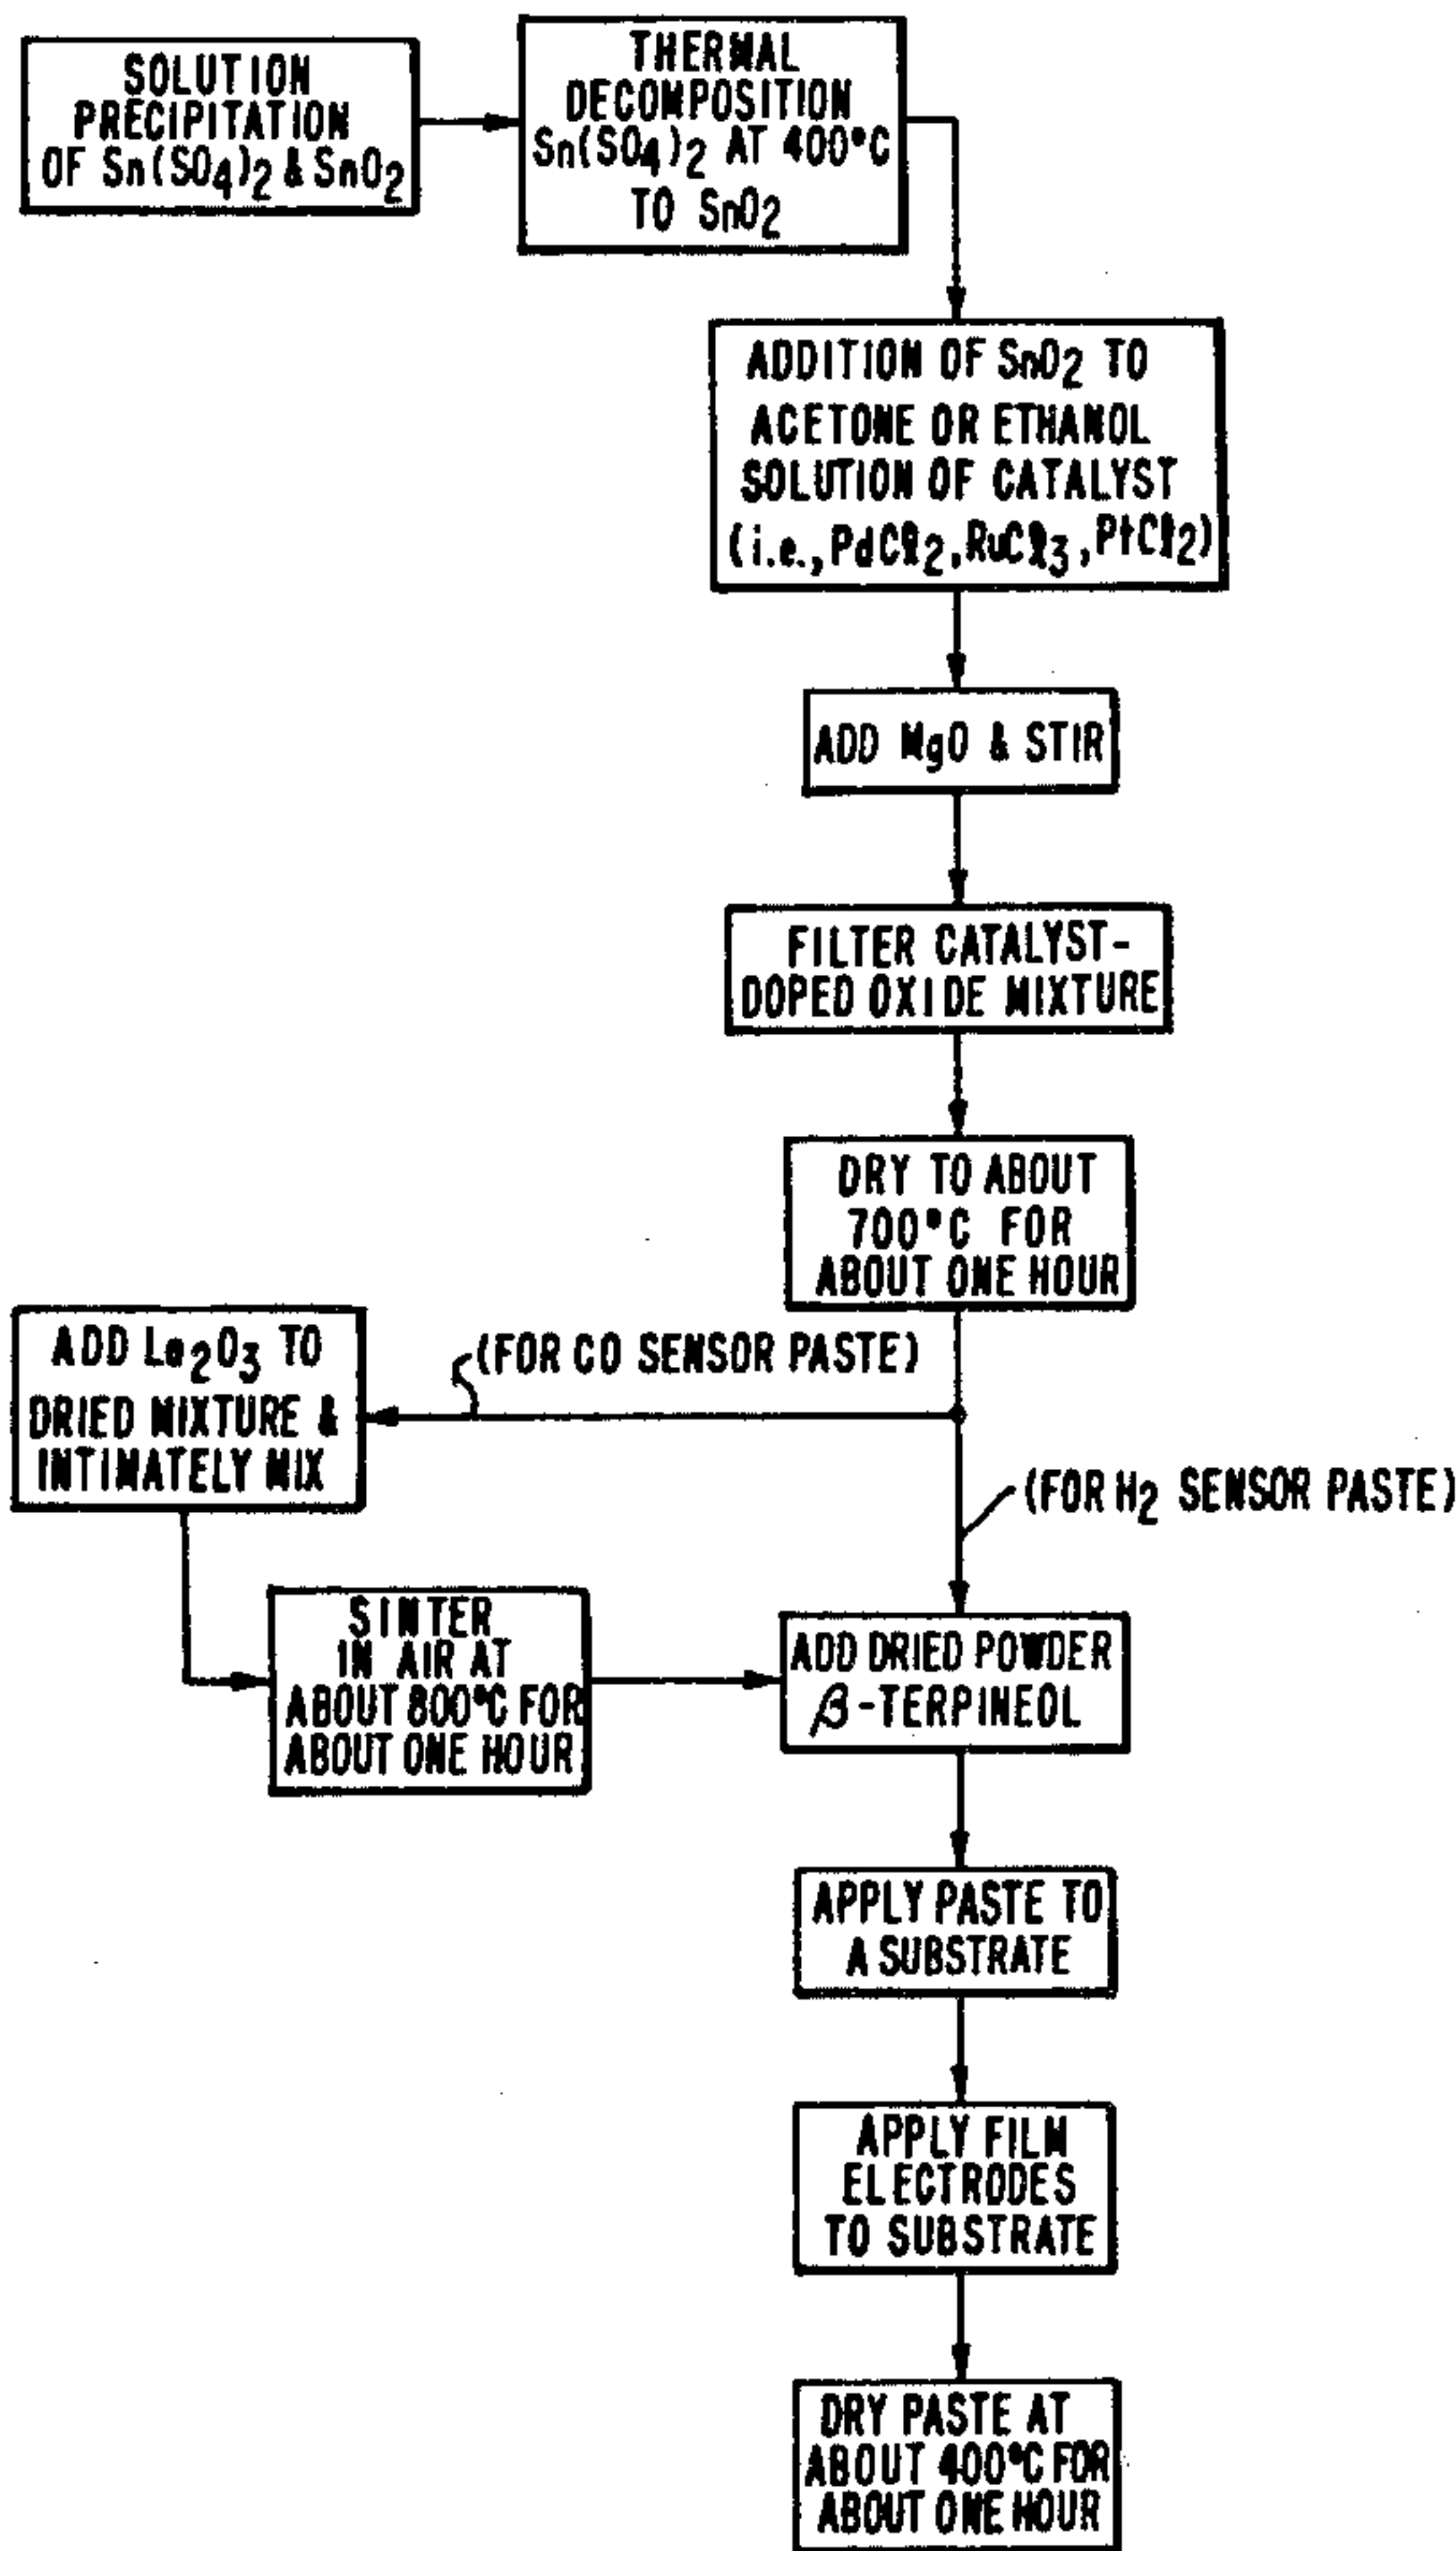 SOLUTION
PRECIPITATION
OF Sn(SO4)2 & SnO2
THERMAL
DECOMPOSITION
Sn(SO4)2 AT 400°C
TO SnO2
ADDITION OF SnO2 TO
ACETONE OR ETHANOL
SOLUTION OF CATALYST
(i.e., PdCl2, RuCl3, PtCl2)
ADD MgO & STIR
FILTER CATALYST-
DOPED OXIDE MIXTURE
DRY TO ABOUT
700°C FOR
ABOUT ONE HOUR
(FOR CO SENSOR PASTE)
ADD La2O3 TO
DRIED MIXTURE &
INTIMATELY MIX
(FOR H2 SENSOR PASTE)
SINTER
IN AIR AT
ABOUT 800°C FOR
ABOUT ONE HOUR
ADD DRIED POWDER
β-TERPINEOL
APPLY PASTE TO
A SUBSTRATE
APPLY FILM
ELECTRODES
TO SUBSTRATE
DRY PASTE AT
ABOUT 400°C FOR
ABOUT ONE HOUR